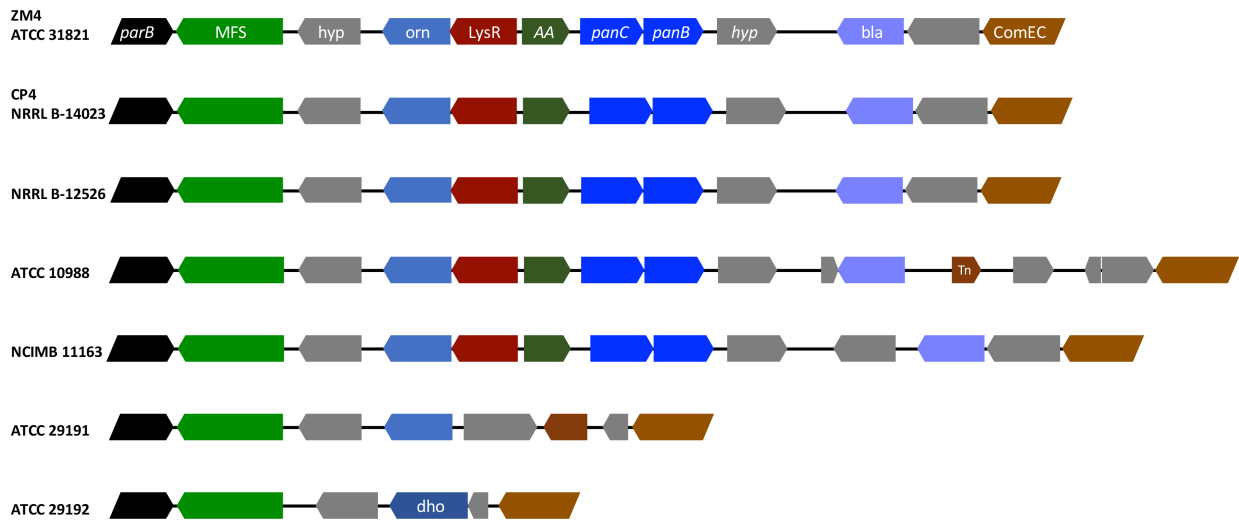 ZM4
ATCC 31821
parB MFS hyp orn LysR AA panC panB hyp bla ComEC
CP4
NRRL B-14023
NRRL B-12526
ATCC 10988
Tn
NCIMB 11163
ATCC 29191
ATCC 29192
dho